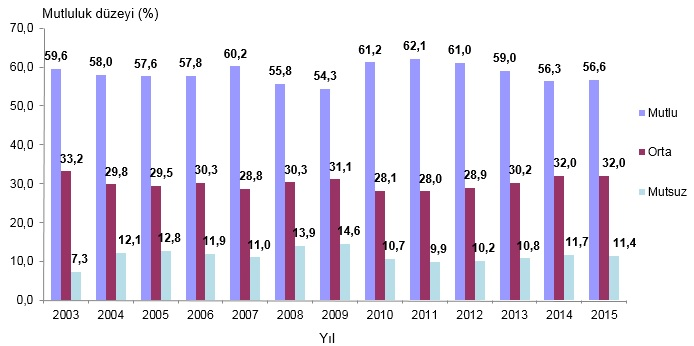 Mutluluk düzeyi (%)
70,0
60,0
50,0
40,0
30,0
20,0
10,0
0,0
59,6 58,0 57,6 57,8 60,2 55,8 54,3 61,2 62,1 61,0 59,0 56,3 56,6
33,2 29,8 29,5 30,3 28,8 30,3 31,1 28,1 28,0 28,9 30,2 32,0 32,0
7,3 12,1 12,8 11,9 11,0 13,9 14,6 10,7 9,9 10,2 10,8 11,7 11,4
2003 2004 2005 2006 2007 2008 2009 2010 2011 2012 2013 2014 2015
Yıl
Mutlu
Orta
Mutsuz